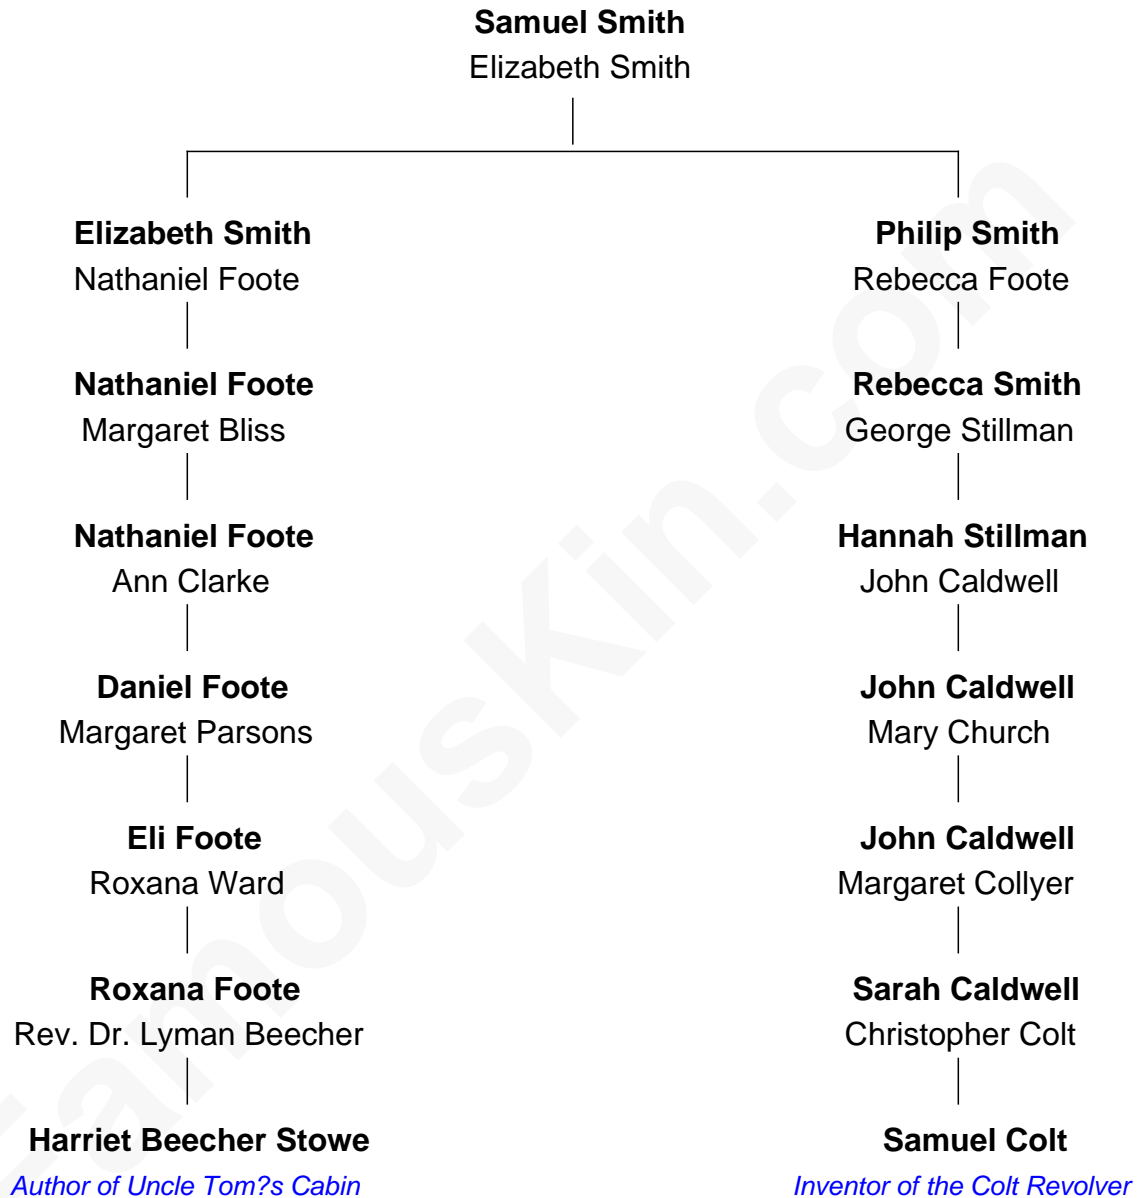 Samuel Smith
Elizabeth Smith
Elizabeth Smith
Nathaniel Foote
Nathaniel Foote
Margaret Bliss
Nathaniel Foote
Ann Clarke
Daniel Foote
Margaret Parsons
Eli Foote
Roxana Ward
Roxana Foote
Rev. Dr. Lyman Beecher
Harriet Beecher Stowe
Author of Uncle Tom?s Cabin
Philip Smith
Rebecca Foote
Rebecca Smith
George Stillman
Hannah Stillman
John Caldwell
John Caldwell
Mary Church
John Caldwell
Margaret Collyer
Sarah Caldwell
Christopher Colt
Samuel Colt
Inventor of the Colt Revolver
FamousKin.com